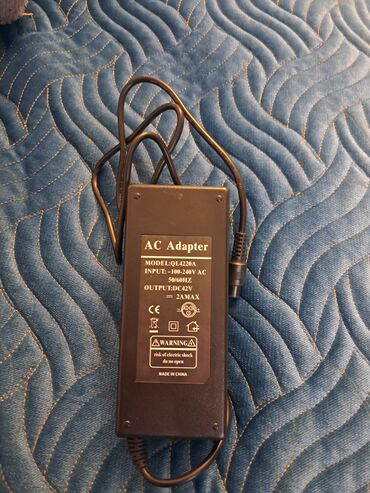 AC Adapter
MODEL:QL4220A
INPUT: ~100-240V AC
50/60HZ
OUTPUT:DC42V
⎓ 2AMAX
CE
WARNING
risk of electric shock
do no open
MADE IN CHINA